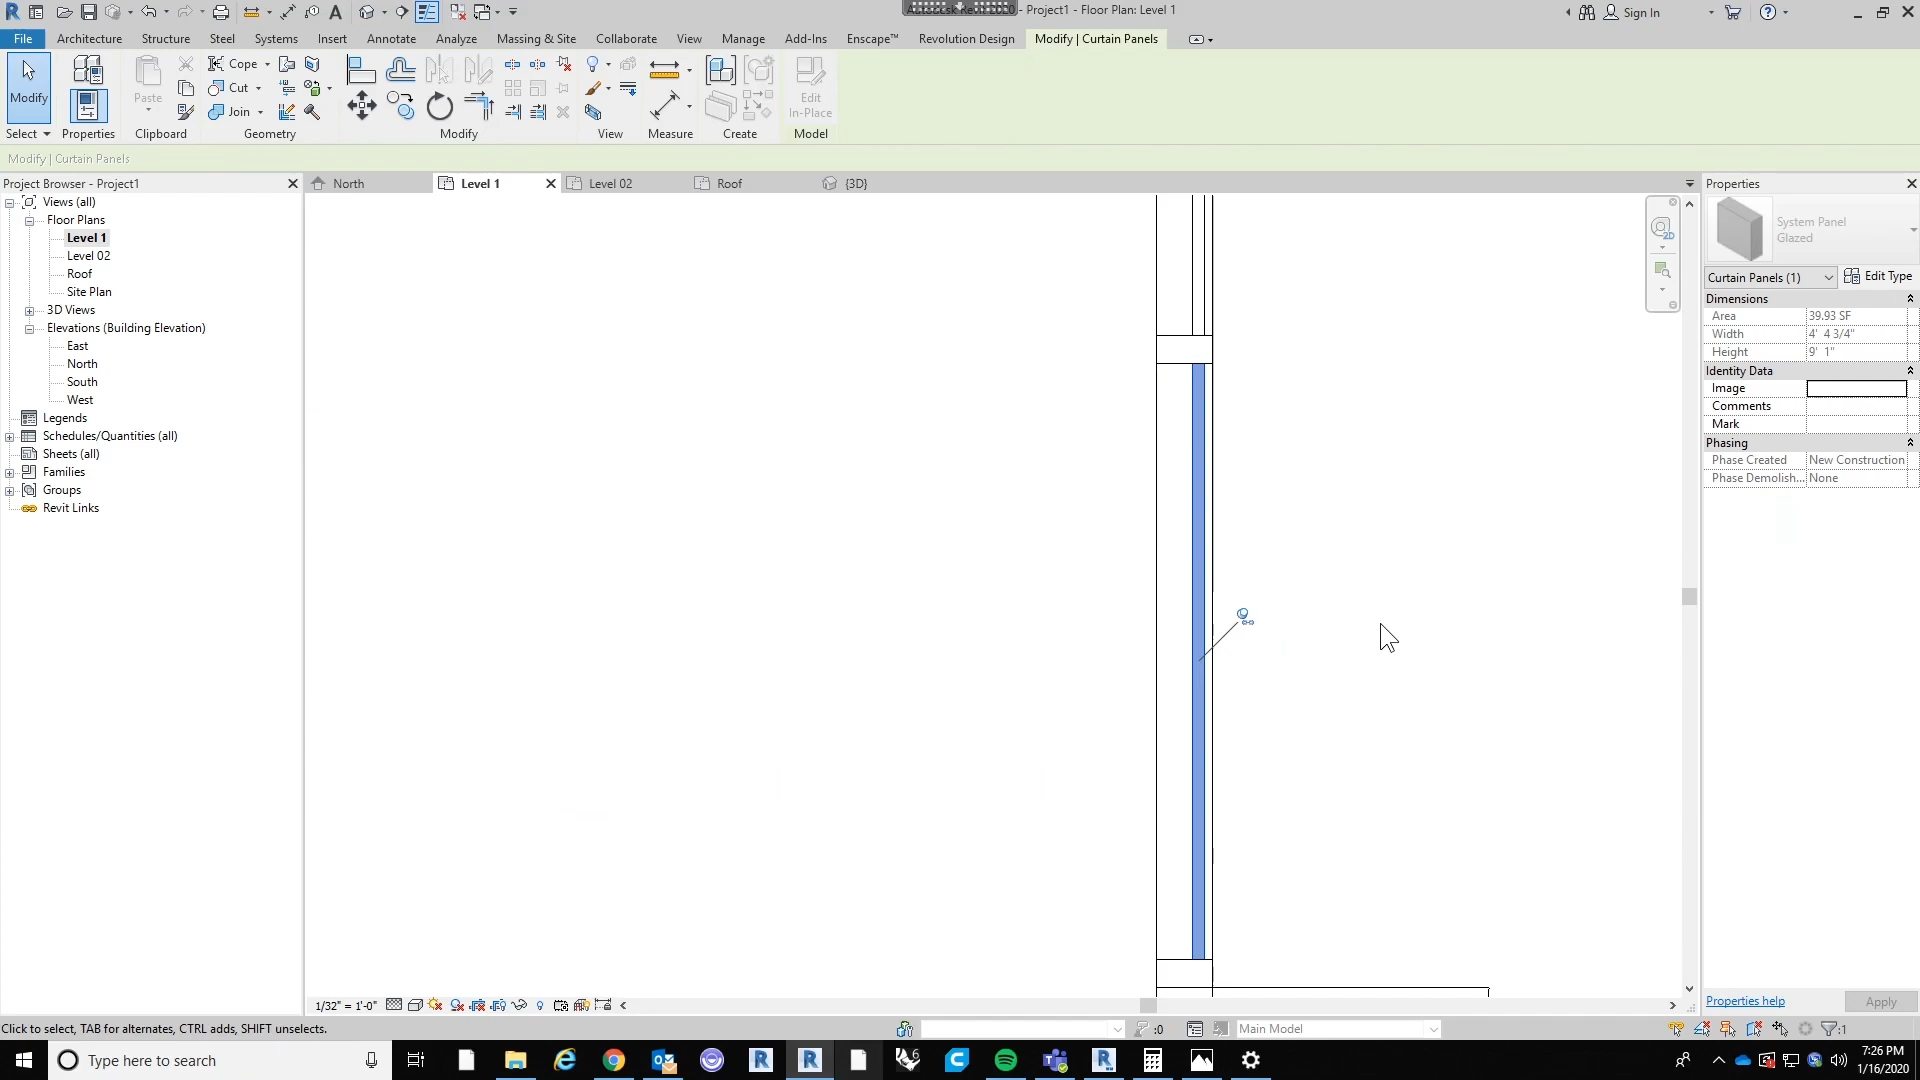 - Project1 - Floor Plan: Level 1
Sign In
File Architecture Structure Steel Systems Insert Annotate Analyze Massing & Site Collaborate View Manage Add-Ins Enscape™ Revolution Design Modify | Curtain Panels
Modify
Paste
Cope
Cut
Join
Edit
In-Place
Select Properties Clipboard Geometry Modify View Measure Create Model
Modify | Curtain Panels
Project Browser - Project1
North
Level 1
Level 02
Roof
{3D}
Properties
Views (all)
Floor Plans
Level 1
Level 02
Roof
Site Plan
3D Views
Elevations (Building Elevation)
East
North
South
West
Legends
Schedules/Quantities (all)
Sheets (all)
Families
Groups
Revit Links
2D
System Panel
Glazed
Curtain Panels (1)
Edit Type
Dimensions
Area 39.93 SF
Width 4' 4 3/4"
Height 9' 1"
Identity Data
Image
Comments
Mark
Phasing
Phase Created New Construction
Phase Demolish... None
Properties help
Apply
1/32" = 1'-0"
Click to select, TAB for alternates, CTRL adds, SHIFT unselects.
:0
Main Model
:1
Type here to search
7:26 PM
1/16/2020